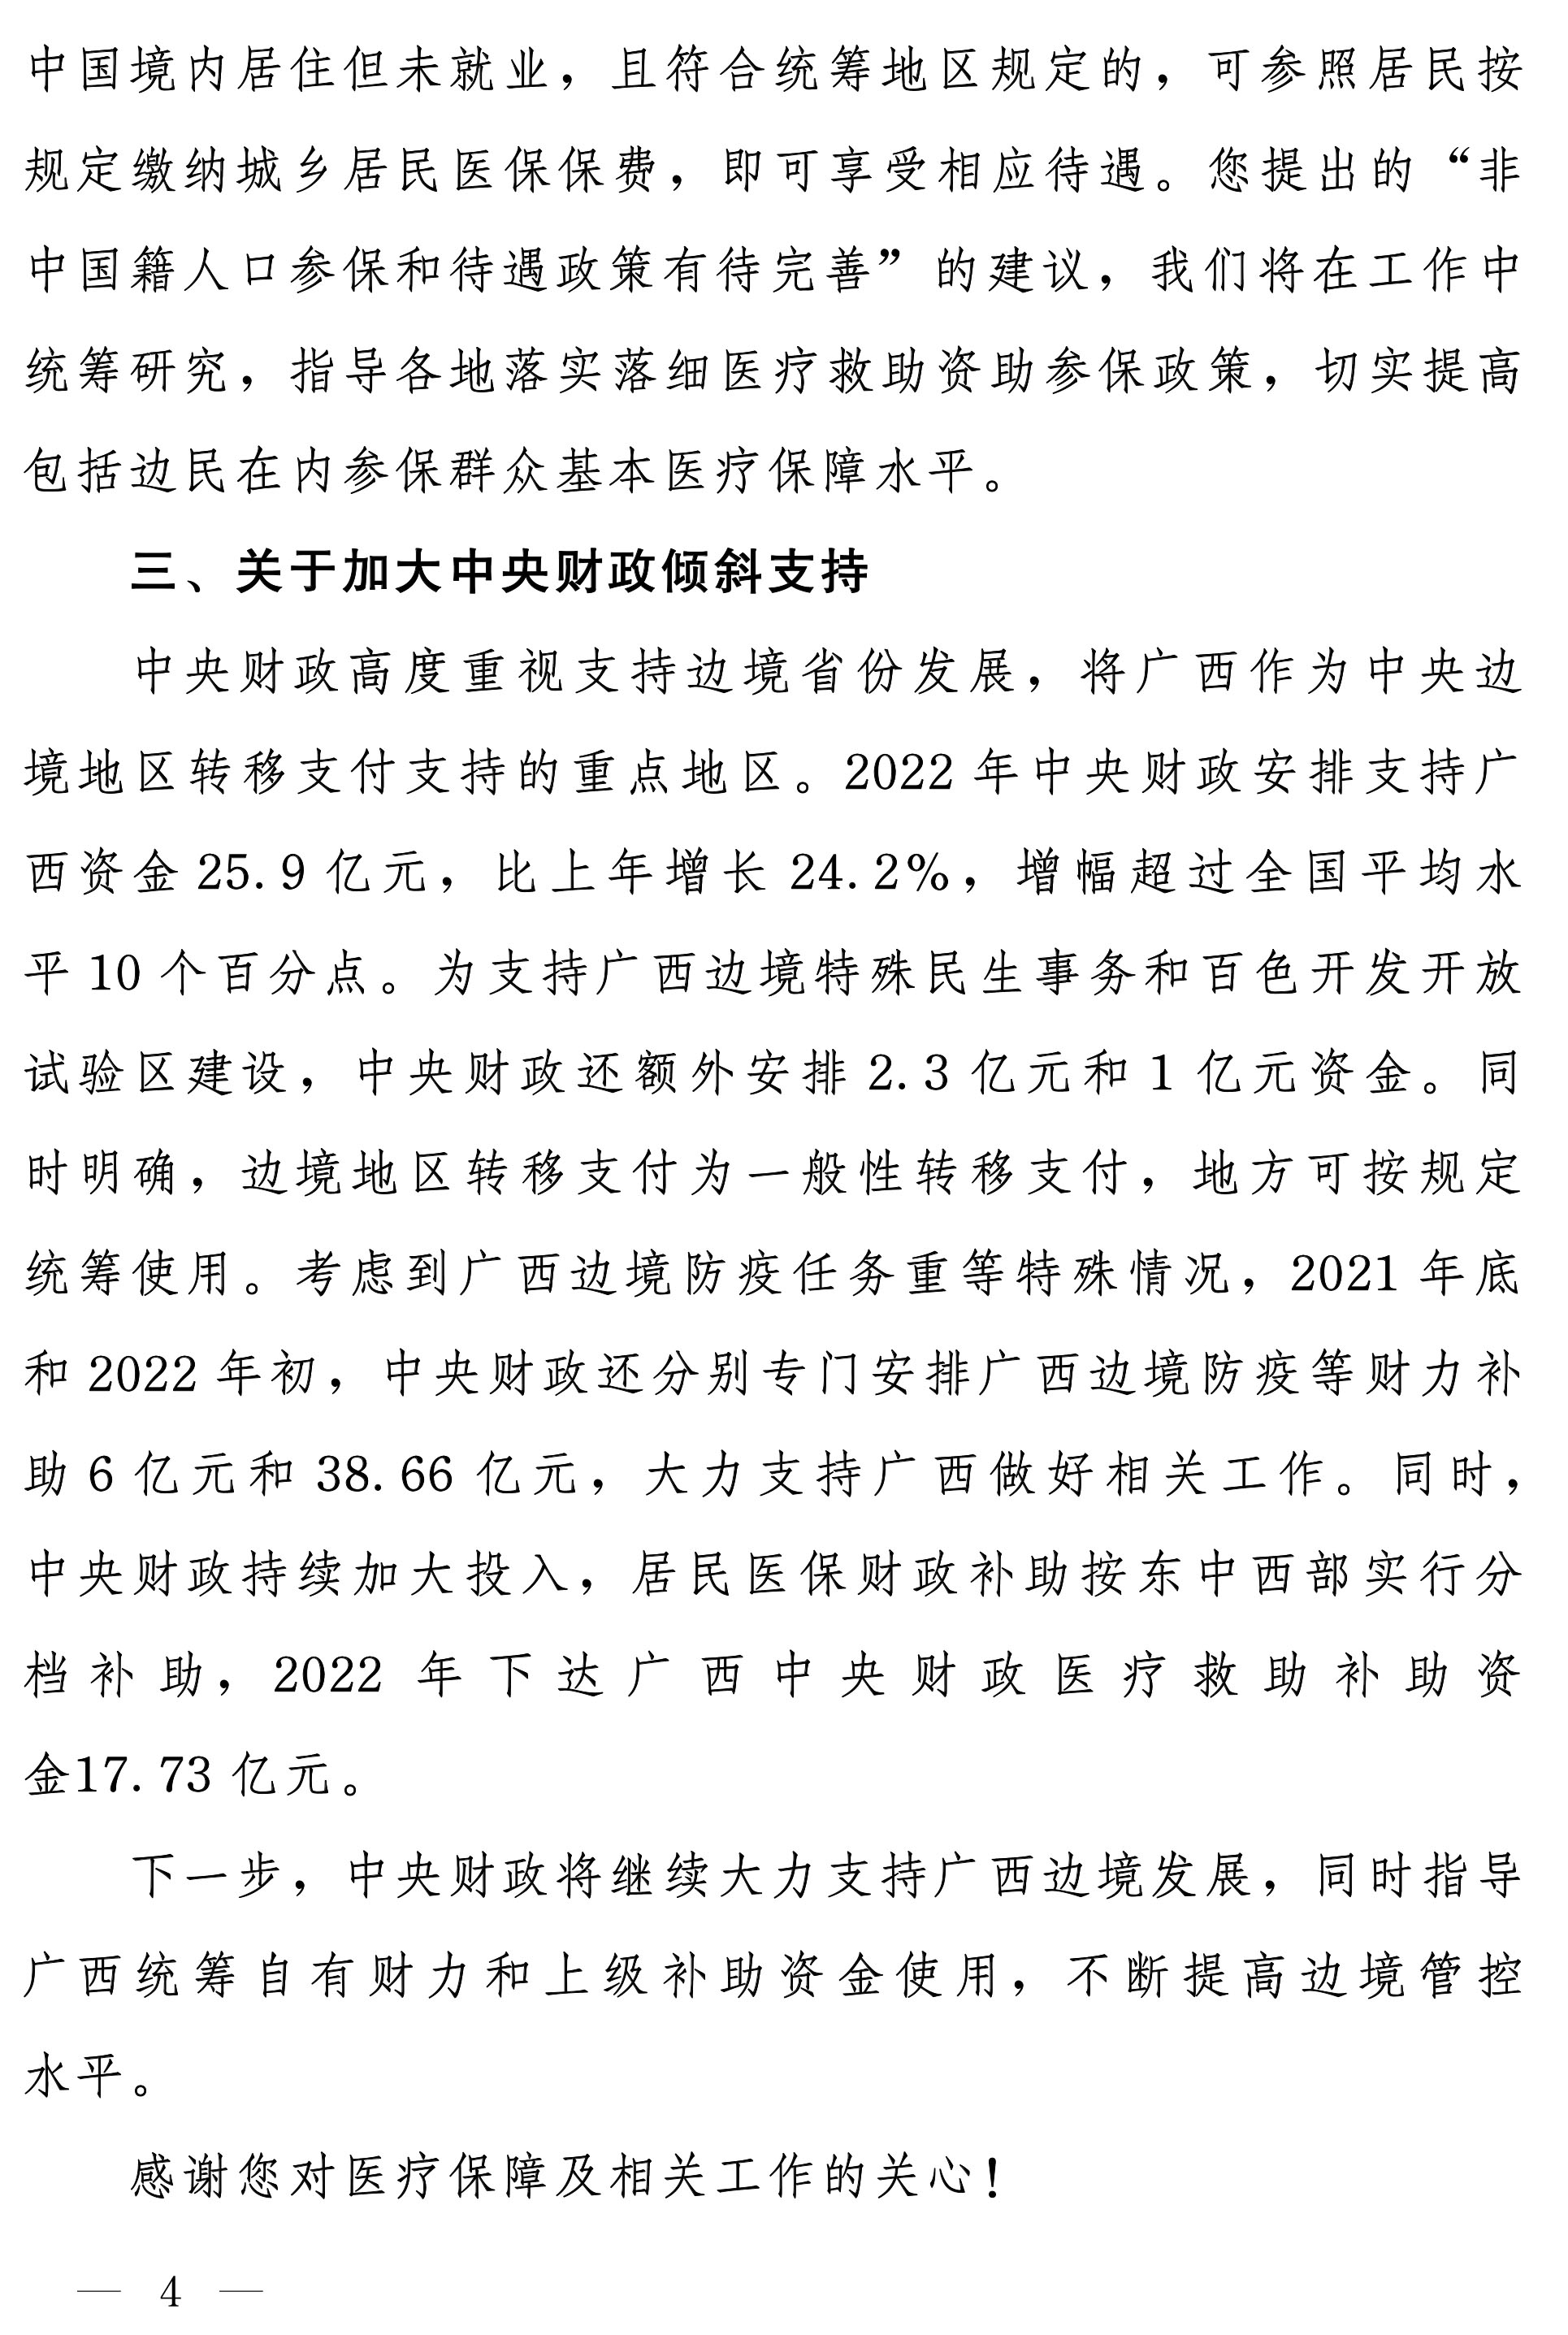 中国境内居住但未就业，且符合统筹地区规定的，可参照居民按
规定缴纳城乡居民医保保费，即可享受相应待遇。您提出的“非
中国籍人口参保和待遇政策有待完善”的建议，我们将在工作中
统筹研究，指导各地落实落细医疗救助资助参保政策，切实提高
包括边民在内参保群众基本医疗保障水平。
三、关于加大中央财政倾斜支持
中央财政高度重视支持边境省份发展，将广西作为中央边
境地区转移支付支持的重点地区。2022 年中央财政安排支持广
西资金 25.9 亿元，比上年增长 24.2%，增幅超过全国平均水
平 10 个百分点。为支持广西边境特殊民生事务和百色开发开放
试验区建设，中央财政还额外安排 2.3 亿元和 1 亿元资金。同
时明确，边境地区转移支付为一般性转移支付，地方可按规定
统筹使用。考虑到广西边境防疫任务重等特殊情况，2021 年底
和 2022 年初，中央财政还分别专门安排广西边境防疫等财力补
助 6 亿元和 38.66 亿元，大力支持广西做好相关工作。同时，
中央财政持续加大投入，居民医保财政补助按东中西部实行分
档补助，2022 年下达广西中央财政医疗救助补助资
金17.73 亿元。
下一步，中央财政将继续大力支持广西边境发展，同时指导
广西统筹自有财力和上级补助资金使用，不断提高边境管控
水平。
感谢您对医疗保障及相关工作的关心！
— 4 —